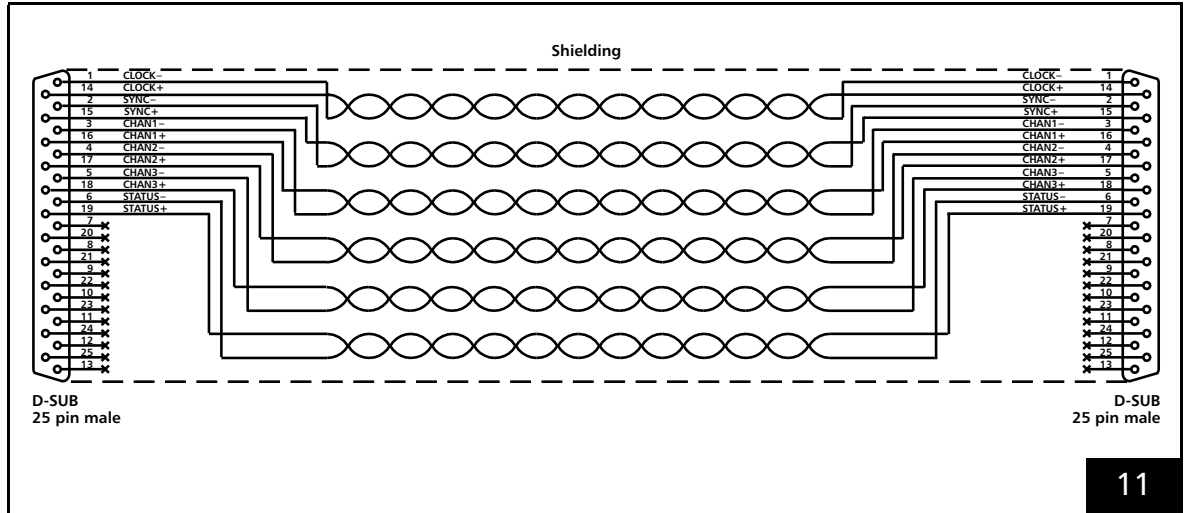 Shielding
1 CLOCK− CLOCK− 1
14 CLOCK+ CLOCK+ 14
2 SYNC− SYNC− 2
15 SYNC+ SYNC+ 15
3 CHAN1− CHAN1− 3
16 CHAN1+ CHAN1+ 16
4 CHAN2− CHAN2− 4
17 CHAN2+ CHAN2+ 17
5 CHAN3− CHAN3− 5
18 CHAN3+ CHAN3+ 18
6 STATUS− STATUS− 6
19 STATUS+ STATUS+ 19
7 7
20 20
8 8
21 21
9 9
22 22
10 10
23 23
11 11
24 24
12 12
25 25
13 13
D-SUB D-SUB
25 pin male 25 pin male
11